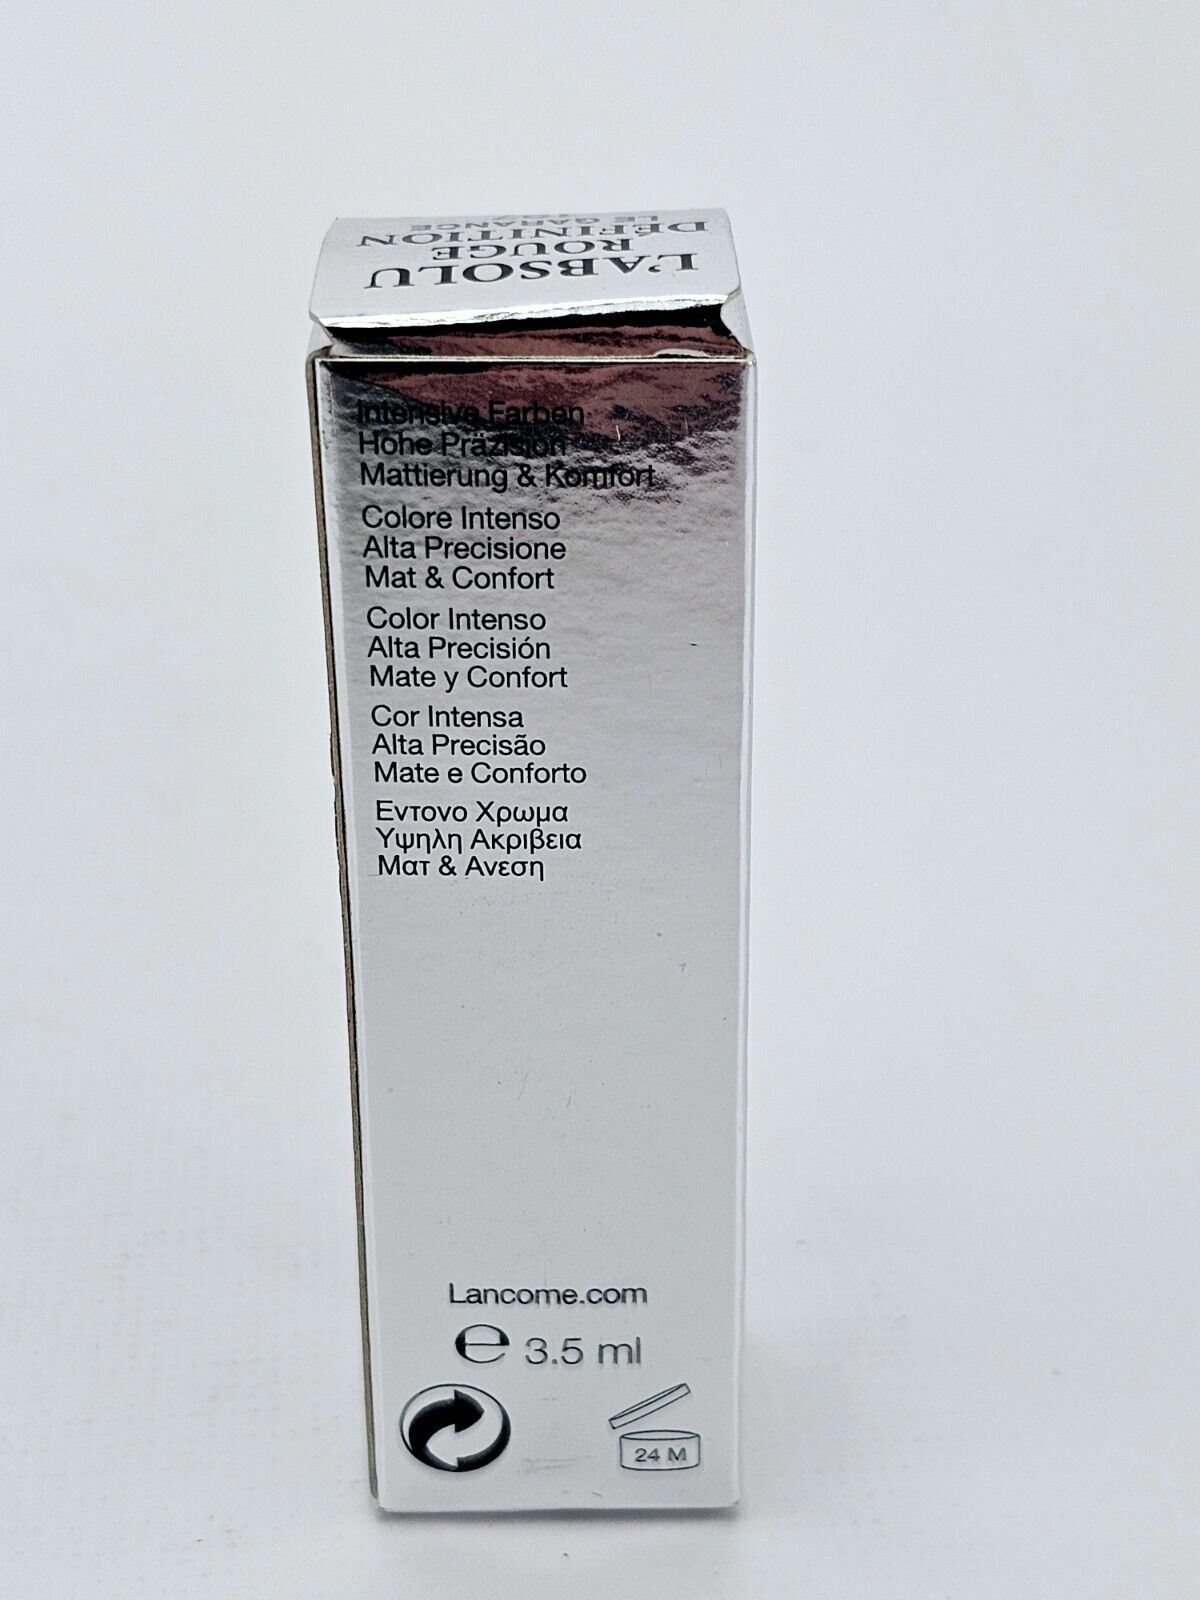 L'ABSOLU
ROUGE
DÉFINITION
LE GARANCE
Intensive Farben
Hohe Präzision
Mattierung & Komfort
Colore Intenso
Alta Precisione
Mat & Confort
Color Intenso
Alta Precisión
Mate y Confort
Cor Intensa
Alta Precisão
Mate e Conforto
Εντονο Χρωμα
Υψηλη Ακριβεια
Ματ & Ανεση
Lancome.com
℮ 3.5 ml
24 M